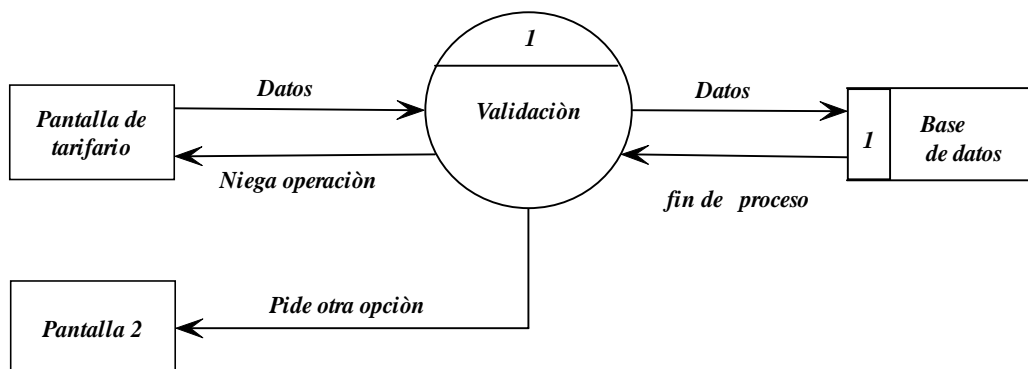 1
Datos
Datos
Pantalla de
tarifario
Validaciòn
1
Base
de datos
Niega operaciòn
fin de proceso
Pide otra opciòn
Pantalla 2